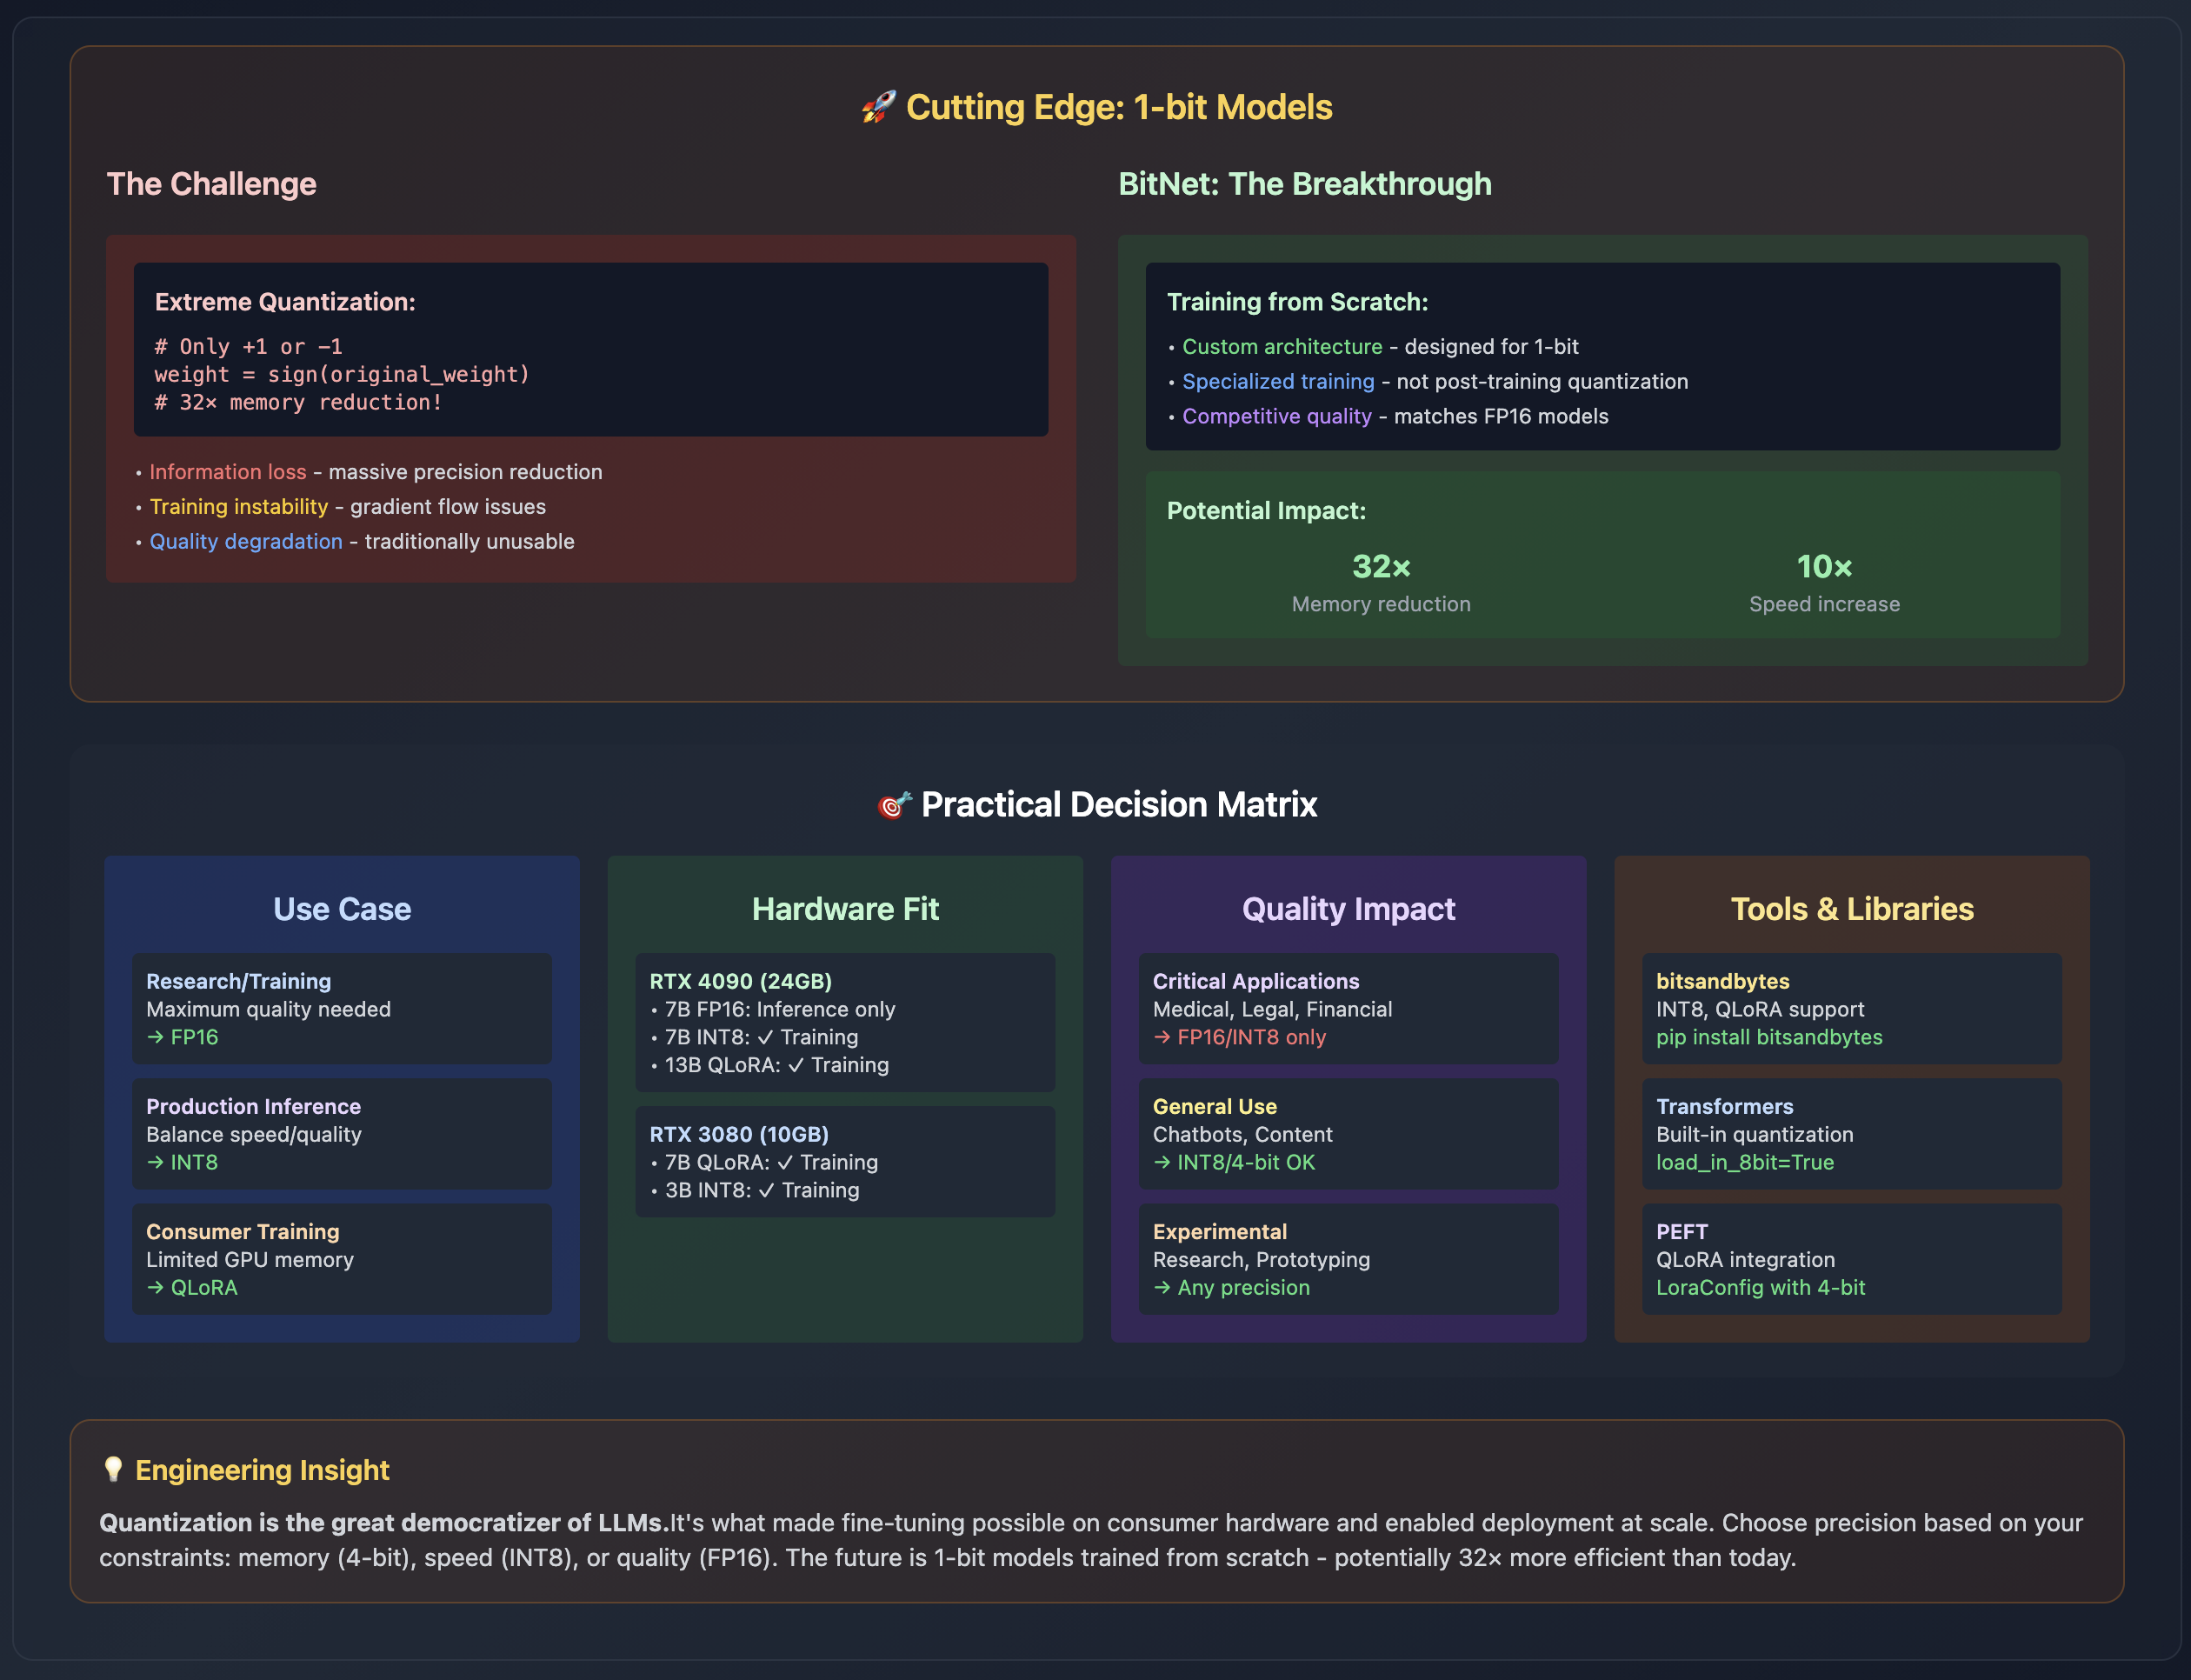 🚀 Cutting Edge: 1-bit Models
The Challenge
Extreme Quantization:
# Only +1 or −1
weight = sign(original_weight)
# 32× memory reduction!
• Information loss - massive precision reduction
• Training instability - gradient flow issues
• Quality degradation - traditionally unusable
BitNet: The Breakthrough
Training from Scratch:
• Custom architecture - designed for 1-bit
• Specialized training - not post-training quantization
• Competitive quality - matches FP16 models
Potential Impact:
32×
Memory reduction
10×
Speed increase
🎯 Practical Decision Matrix
Use Case
Research/Training
Maximum quality needed
→ FP16
Production Inference
Balance speed/quality
→ INT8
Consumer Training
Limited GPU memory
→ QLoRA
Hardware Fit
RTX 4090 (24GB)
• 7B FP16: Inference only
• 7B INT8: ✓ Training
• 13B QLoRA: ✓ Training
RTX 3080 (10GB)
• 7B QLoRA: ✓ Training
• 3B INT8: ✓ Training
Quality Impact
Critical Applications
Medical, Legal, Financial
→ FP16/INT8 only
General Use
Chatbots, Content
→ INT8/4-bit OK
Experimental
Research, Prototyping
→ Any precision
Tools & Libraries
bitsandbytes
INT8, QLoRA support
pip install bitsandbytes
Transformers
Built-in quantization
load_in_8bit=True
PEFT
QLoRA integration
LoraConfig with 4-bit
💡 Engineering Insight
Quantization is the great democratizer of LLMs.It's what made fine-tuning possible on consumer hardware and enabled deployment at scale. Choose precision based on your
constraints: memory (4-bit), speed (INT8), or quality (FP16). The future is 1-bit models trained from scratch - potentially 32× more efficient than today.